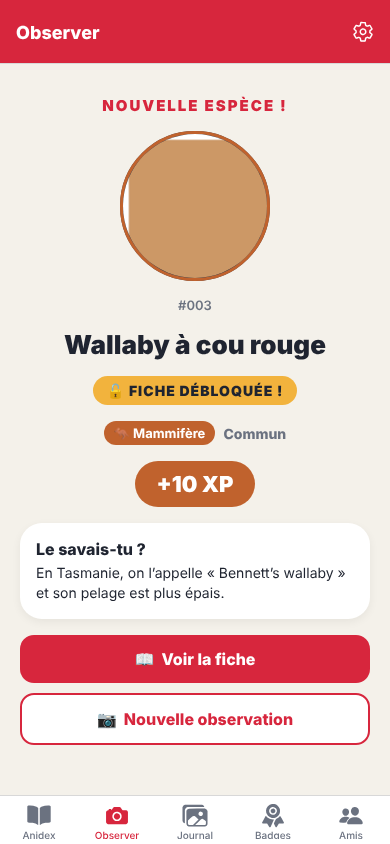 Observer
NOUVELLE ESPÈCE !
#003
Wallaby à cou rouge
🔓 FICHE DÉBLOQUÉE !
Mammifère
Commun
+10 XP
Le savais-tu ?
En Tasmanie, on l’appelle « Bennett’s wallaby »
et son pelage est plus épais.
📖 Voir la fiche
📷 Nouvelle observation
Anidex
Observer
Journal
Badges
Amis